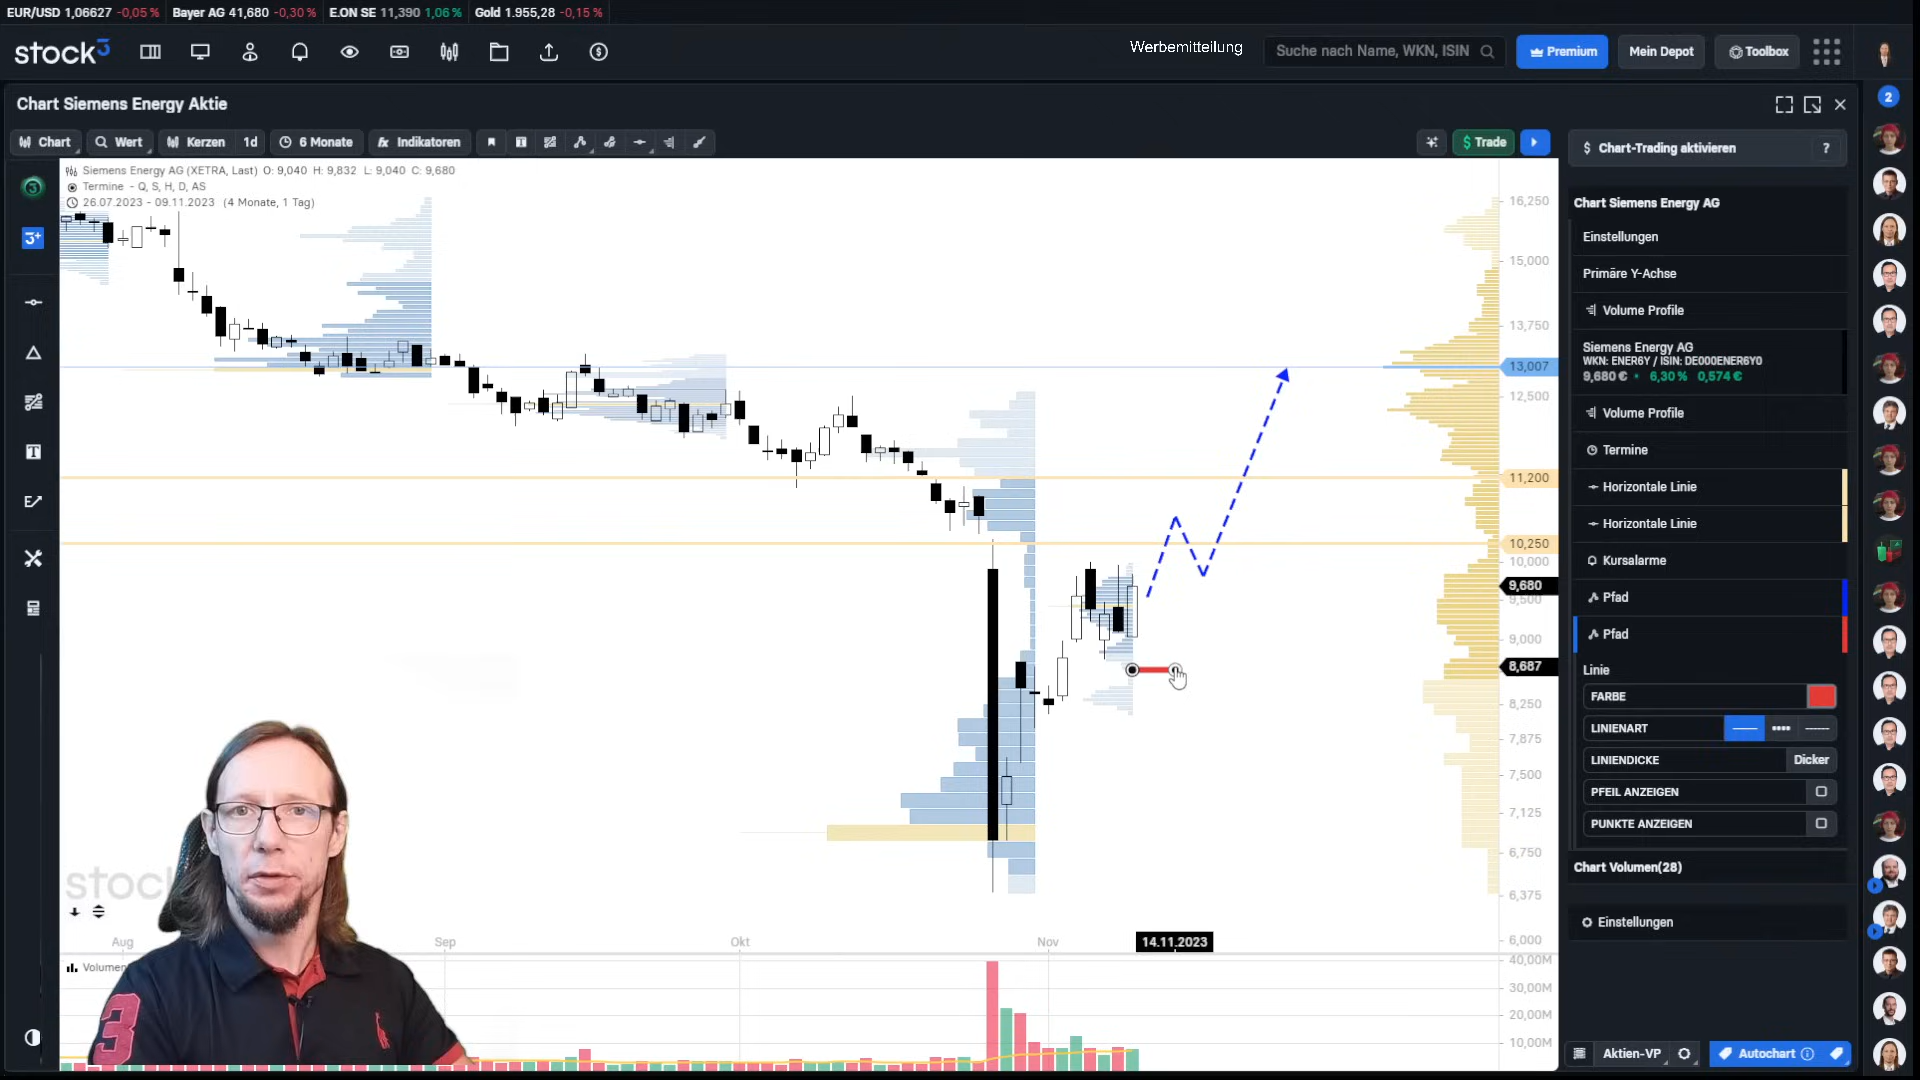 EUR/USD 1,06627 -0,05 % Bayer AG 41,680 -0,30 % E.ON SE 11,390 1,06 % Gold 1.955,28 -0,15 %
stock3 Werbemitteilung Suche nach Name, WKN, ISIN Premium Mein Depot Toolbox
2
Chart Siemens Energy Aktie
Chart Wert Kerzen 1d 6 Monate fx Indikatoren $ Trade
$ Chart-Trading aktivieren ?
Siemens Energy AG (XETRA, Last) O: 9,040 H: 9,832 L: 9,040 C: 9,680
Termine - Q, S, H, D, AS
26.07.2023 - 09.11.2023 (4 Monate, 1 Tag)
16,250
15,000
13,750
13,007
12,500
11,200
10,250
10,000
9,680
9,500
9,000
8,687
8,250
7,875
7,500
7,125
6,750
6,375
6,000
40,00M
30,00M
20,00M
10,00M
Aug Sep Okt Nov 14.11.2023
stoc
Volumen
3
Chart Siemens Energy AG
Einstellungen
Primäre Y-Achse
Volume Profile
Siemens Energy AG
WKN: ENER6Y / ISIN: DE000ENER6Y0
9,680 € • 6,30 % 0,574 €
Volume Profile
Termine
Horizontale Linie
Horizontale Linie
Kursalarme
Pfad
Pfad
Linie
FARBE
LINIENART
LINIENDICKE Dicker
PFEIL ANZEIGEN
PUNKTE ANZEIGEN
Chart Volumen(28)
Einstellungen
Aktien-VP Autochart